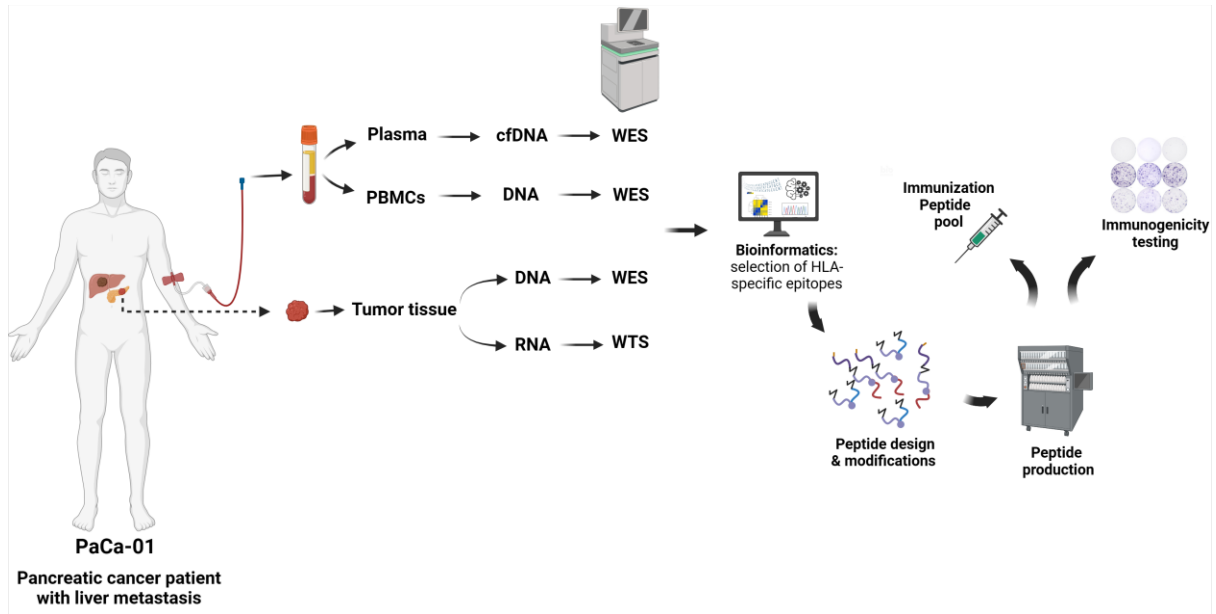 Plasma
cfDNA
WES
PBMCs
DNA
WES
Tumor tissue
DNA
WES
RNA
WTS
PaCa-01
Pancreatic cancer patient
with liver metastasis
Bioinformatics:
selection of HLA-
specific epitopes
Peptide design
& modifications
Peptide
production
Immunization
Peptide
pool
Immunogenicity
testing